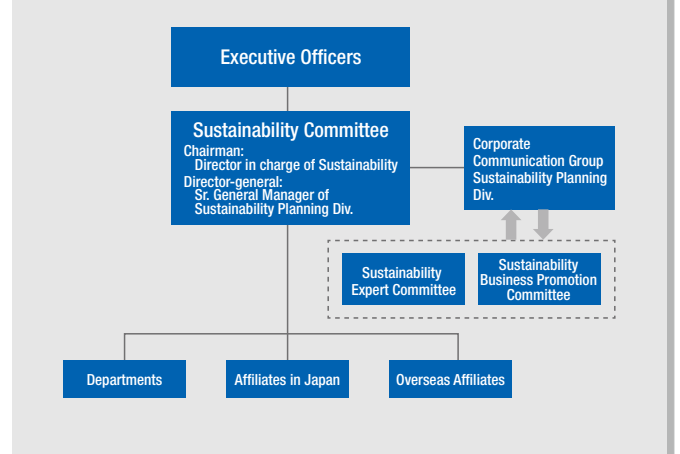 Executive Officers
Sustainability Committee
Chairman:
Director in charge of Sustainability
Director-general:
Sr. General Manager of
Sustainability Planning Div.
Corporate
Communication Group
Sustainability Planning
Div.
Sustainability
Expert Committee
Sustainability
Business Promotion
Committee
Departments
Affiliates in Japan
Overseas Affiliates